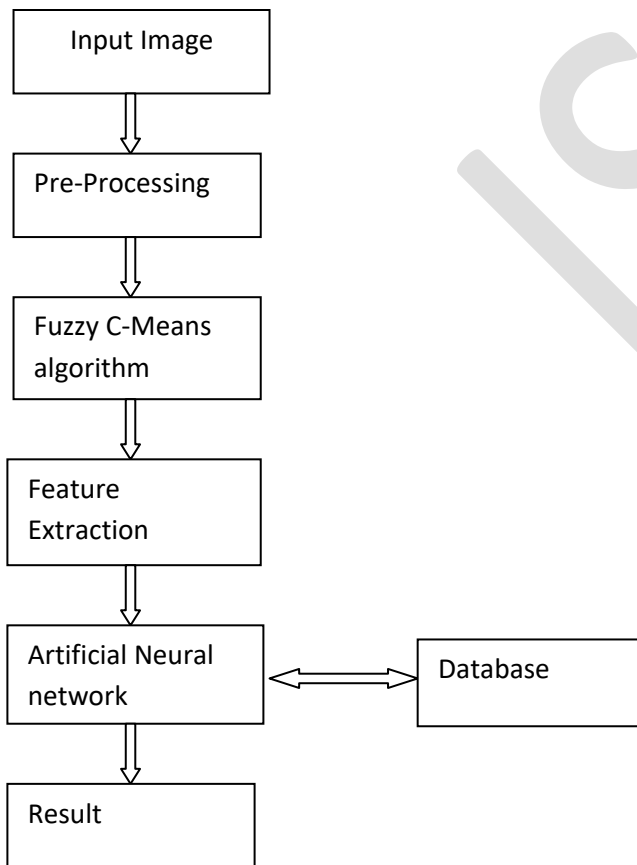 Input Image
Pre-Processing
Fuzzy C-Means
algorithm
Feature
Extraction
Artificial Neural
network
Database
Result